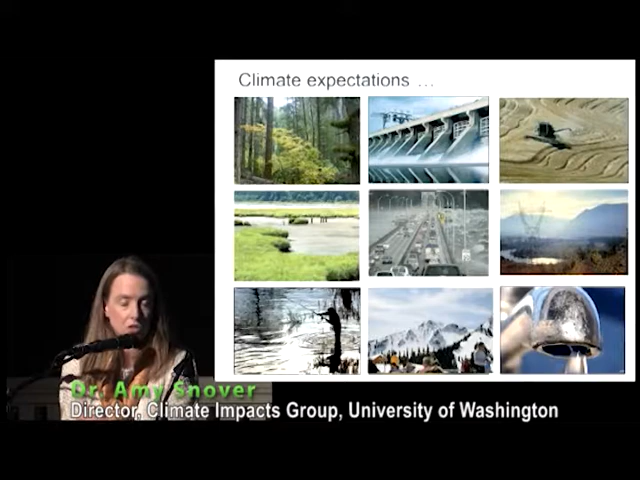 Climate expectations ...
Dr. Amy Snover
Director, Climate Impacts Group, University of Washington